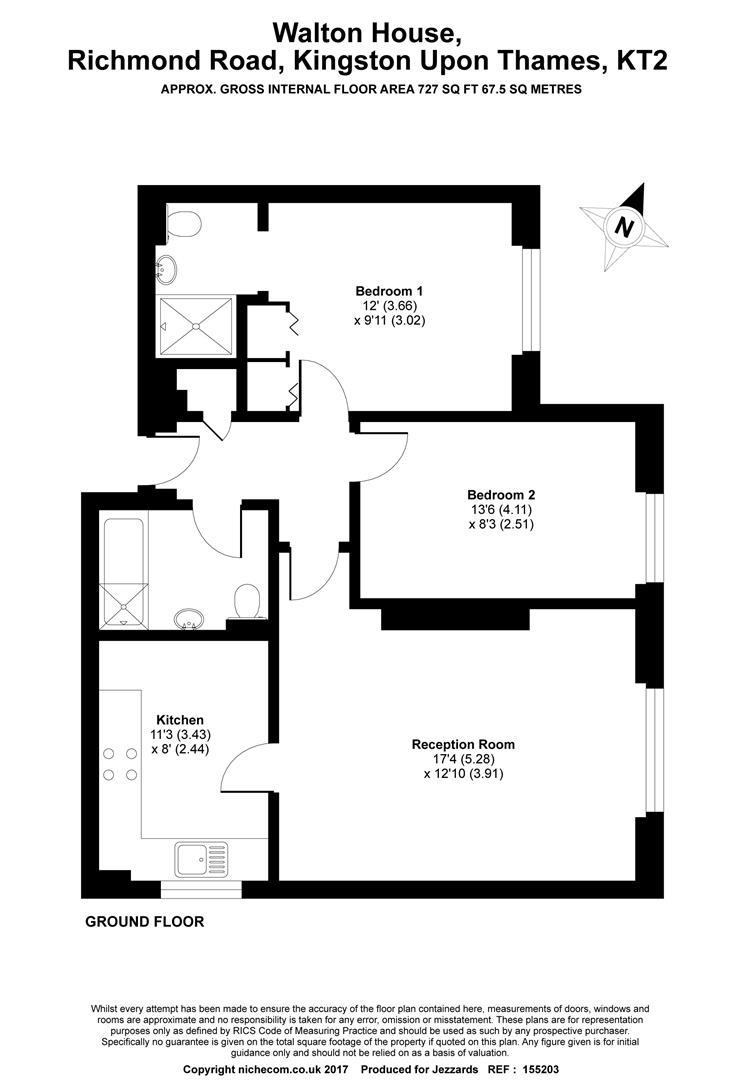 Walton House,
Richmond Road, Kingston Upon Thames, KT2
APPROX. GROSS INTERNAL FLOOR AREA 727 SQ FT 67.5 SQ METRES
N
Bedroom 1
12' (3.66)
x 9'11 (3.02)
Bedroom 2
13'6 (4.11)
x 8'3 (2.51)
Kitchen
11'3 (3.43)
x 8' (2.44)
Reception Room
17'4 (5.28)
x 12'10 (3.91)
GROUND FLOOR
Whilst every attempt has been made to ensure the accuracy of the floor plan contained here, measurements of doors, windows and
rooms are approximate and no responsibility is taken for any error, omission or misstatement. These plans are for representation
purposes only as defined by RICS Code of Measuring Practice and should be used as such by any prospective purchaser.
Specifically no guarantee is given on the total square footage of the property if quoted on this plan. Any figure given is for initial
guidance only and should not be relied on as a basis of valuation.
Copyright nichecom.co.uk 2017 Produced for Jezzards REF : 155203